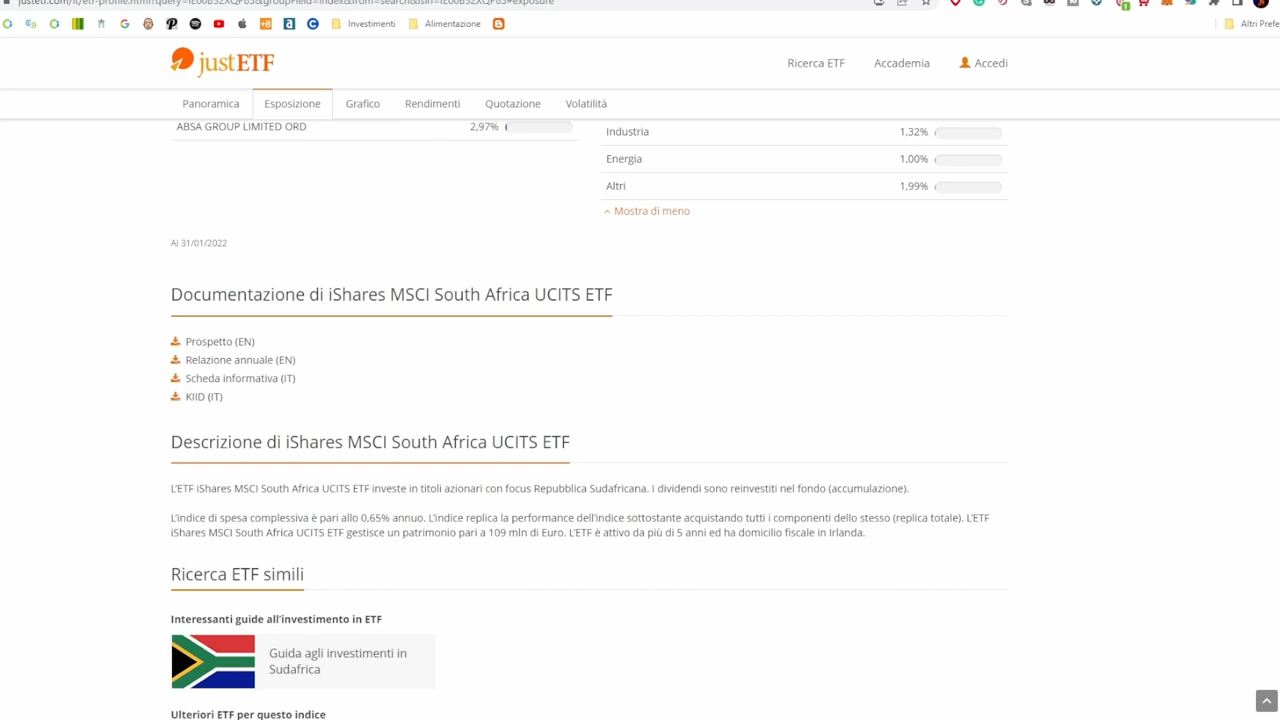 Investimenti
Alimentazione
Altri Prefe
justETF
Ricerca ETF
Accademia
Accedi
Panoramica
Esposizione
Grafico
Rendimenti
Quotazione
Volatilità
ABSA GROUP LIMITED ORD 2,97%
Industria 1,32%
Energia 1,00%
Altri 1,99%
Mostra di meno
Al 31/01/2022
Documentazione di iShares MSCI South Africa UCITS ETF
Prospetto (EN)
Relazione annuale (EN)
Scheda informativa (IT)
KIID (IT)
Descrizione di iShares MSCI South Africa UCITS ETF
L'ETF iShares MSCI South Africa UCITS ETF investe in titoli azionari con focus Repubblica Sudafricana. I dividendi sono reinvestiti nel fondo (accumulazione).
L'indice di spesa complessiva è pari allo 0,65% annuo. L'indice replica la performance dell'indice sottostante acquistando tutti i componenti dello stesso (replica totale). L'ETF
iShares MSCI South Africa UCITS ETF gestisce un patrimonio pari a 109 mln di Euro. L'ETF è attivo da più di 5 anni ed ha domicilio fiscale in Irlanda.
Ricerca ETF simili
Interessanti guide all'investimento in ETF
Guida agli investimenti in
Sudafrica
Ulteriori ETF per questo indice